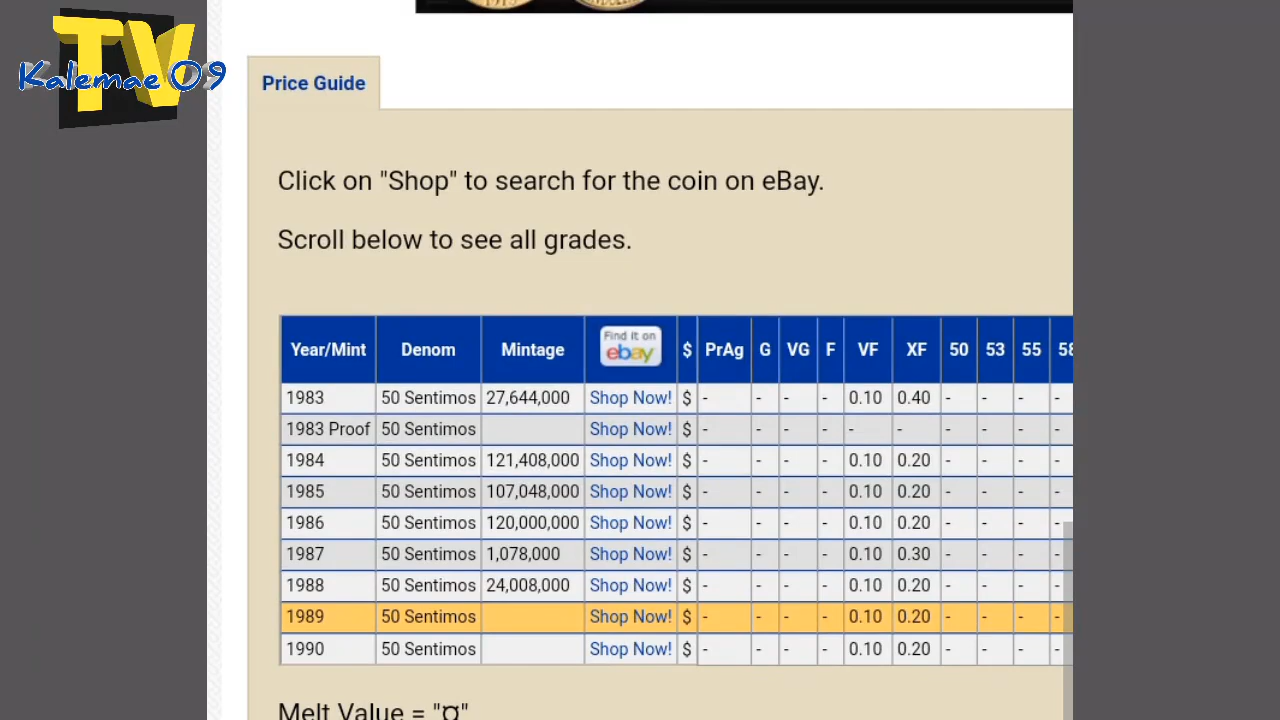 TV
Kalemae 09
Price Guide
Click on "Shop" to search for the coin on eBay.
Scroll below to see all grades.
Find it on
Year/Mint Denom Mintage ebay $ PrAg G VG F VF XF 50 53 55 58
1983 50 Sentimos 27,644,000 Shop Now! $ - - - - 0.10 0.40 - - - -
1983 Proof 50 Sentimos Shop Now! $ - - - - - - - - - -
1984 50 Sentimos 121,408,000 Shop Now! $ - - - - 0.10 0.20 - - - -
1985 50 Sentimos 107,048,000 Shop Now! $ - - - - 0.10 0.20 - - - -
1986 50 Sentimos 120,000,000 Shop Now! $ - - - - 0.10 0.20 - - - -
1987 50 Sentimos 1,078,000 Shop Now! $ - - - - 0.10 0.30 - - - -
1988 50 Sentimos 24,008,000 Shop Now! $ - - - - 0.10 0.20 - - - -
1989 50 Sentimos Shop Now! $ - - - - 0.10 0.20 - - - -
1990 50 Sentimos Shop Now! $ - - - - 0.10 0.20 - - - -
Melt Value = "¤"